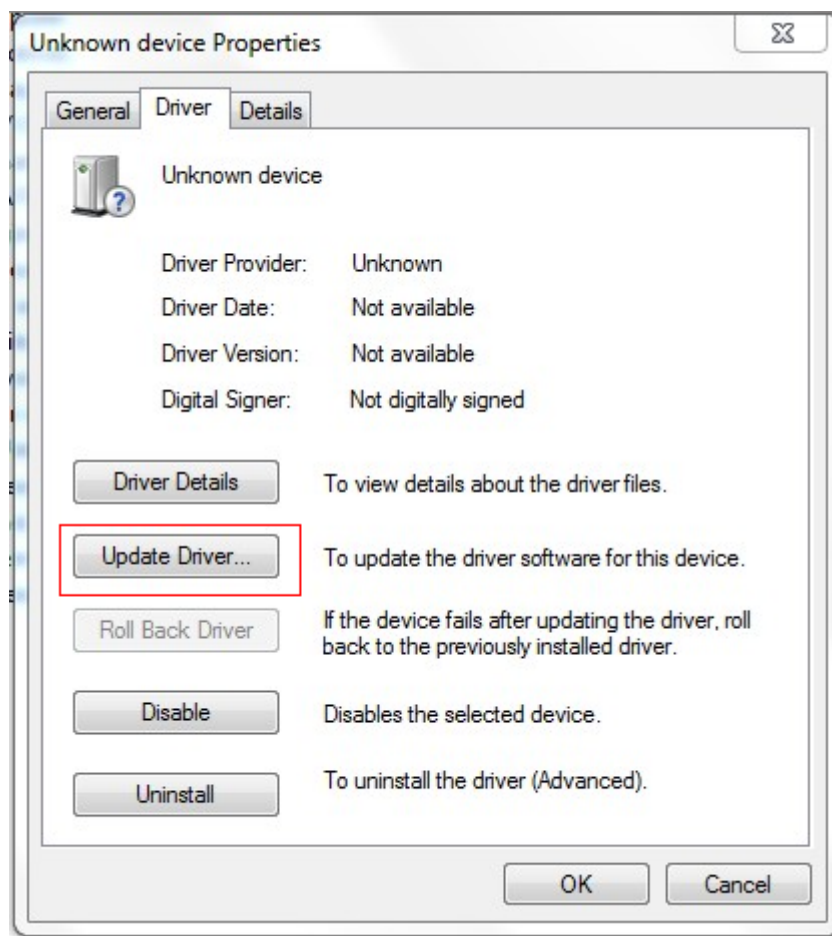 Unknown device Properties
General Driver Details
Unknown device
Driver Provider: Unknown
Driver Date: Not available
Driver Version: Not available
Digital Signer: Not digitally signed
Driver Details To view details about the driver files.
Update Driver... To update the driver software for this device.
Roll Back Driver If the device fails after updating the driver, roll
back to the previously installed driver.
Disable Disables the selected device.
Uninstall To uninstall the driver (Advanced).
OK Cancel